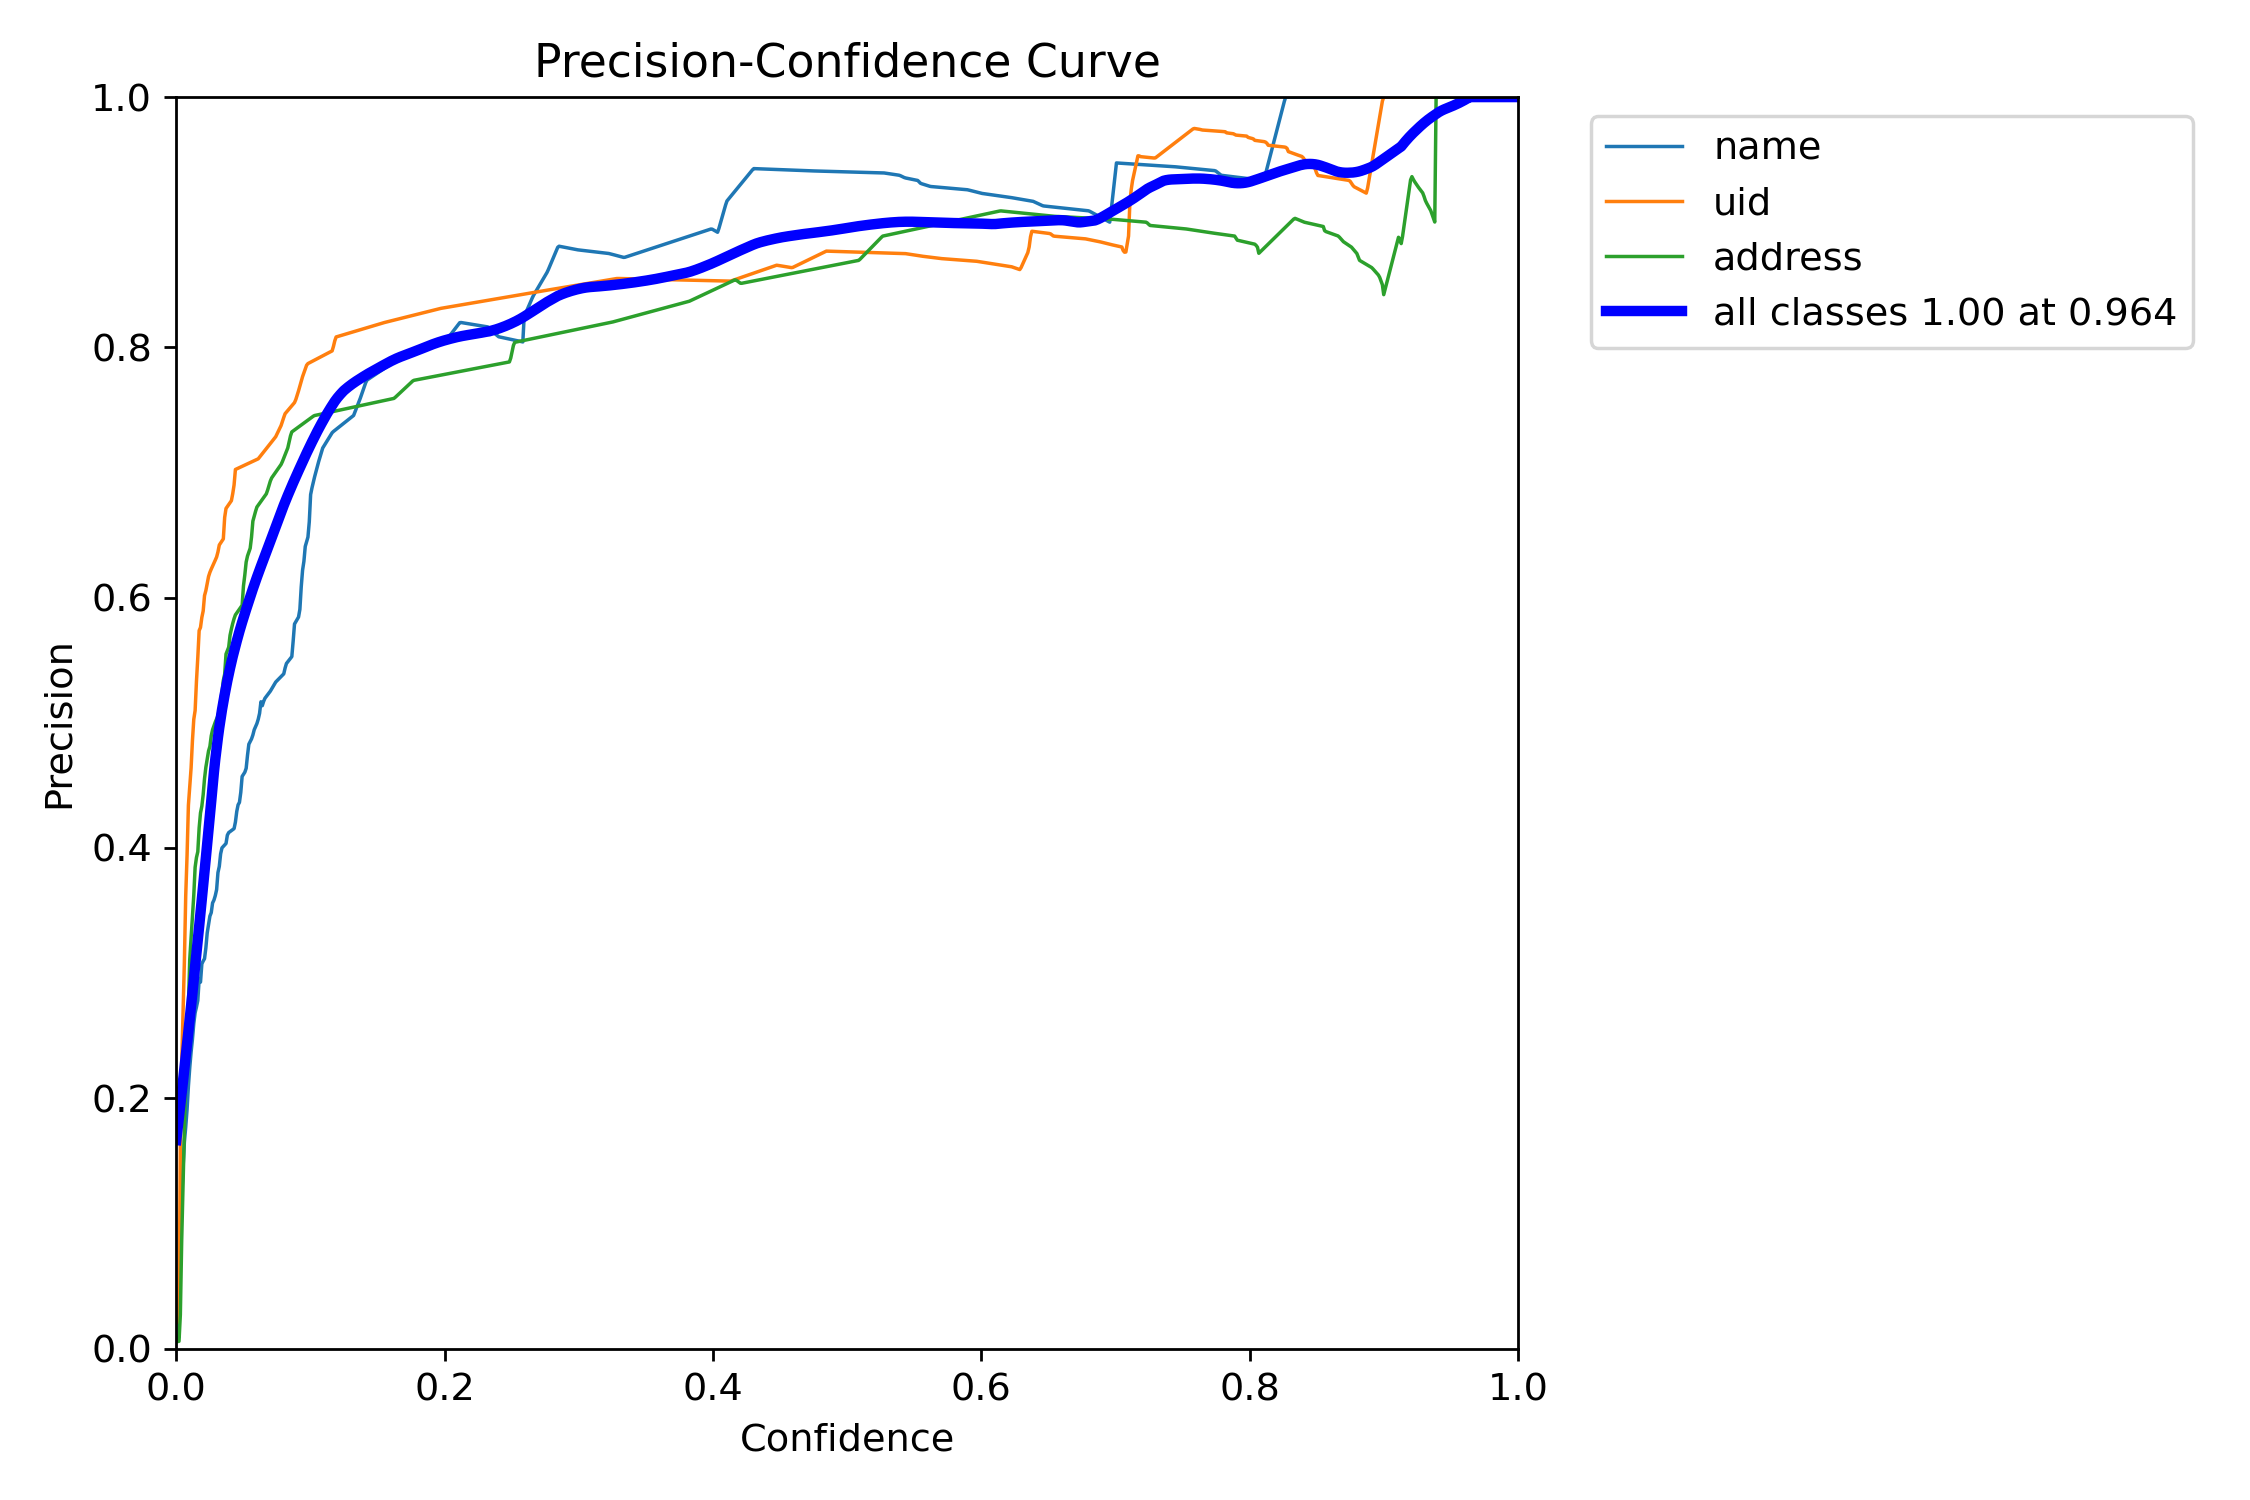 Precision-Confidence Curve
1.0
0.8
0.6
0.4
0.2
0.0
Precision
0.0 0.2 0.4 0.6 0.8 1.0
Confidence
name
uid
address
all classes 1.00 at 0.964